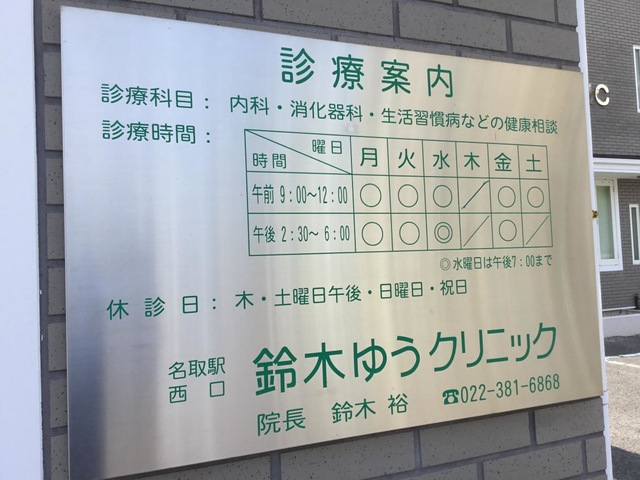 診療案内
診療科目： 内科・消化器科・生活習慣病などの健康相談
診療時間：
曜日
時間 月 火 水 木 金 土
午前 9:00～12:00 ○ ○ ○ ／ ○ ○
午後 2:30～ 6:00 ○ ○ ◎ ／ ○ ／
◎水曜日は午後7:00まで
休診日： 木・土曜日午後・日曜日・祝日
名取駅
西口
鈴木ゆうクリニック
院長 鈴木 裕 ☎022-381-6868
C